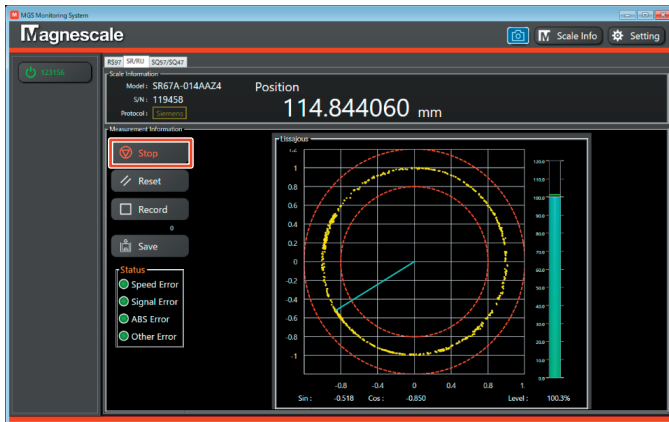 MGS Monitoring System
Magnescale
Scale Info
Setting
123156
RS97 SR/RU SQ57/SQ47
Scale Information
Model : SR67A-014AAZ4
S/N : 119458
Protocol : Siemens
Position
114.844060 mm
Measurement Information
Stop
Reset
Record
0
Save
Status
Speed Error
Signal Error
ABS Error
Other Error
Lissajous
1
0.8
0.6
0.4
0.2
0
-0.2
-0.4
-0.6
-0.8
-1
-0.8 -0.4 0 0.4 0.8 1
120.0
110.0
100.0
90.0
80.0
70.0
60.0
50.0
40.0
30.0
20.0
10.0
0.0
Sin : -0.518 Cos : -0.850 Level : 100.3%